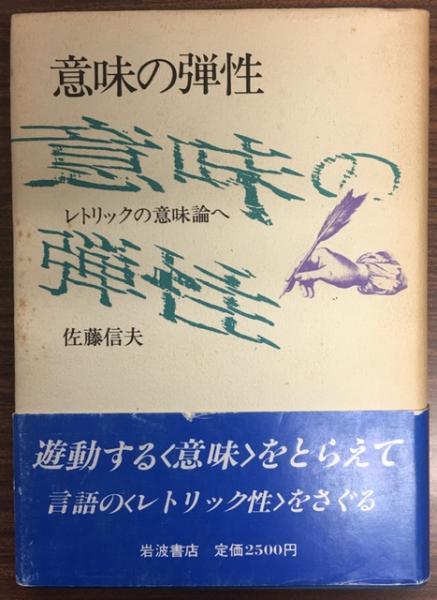 意味の弾性
意味の
レトリックの意味論へ
弾性
佐藤信夫
遊動する〈意味〉をとらえて
言語の〈レトリック性〉をさぐる
岩波書店 定価2500円